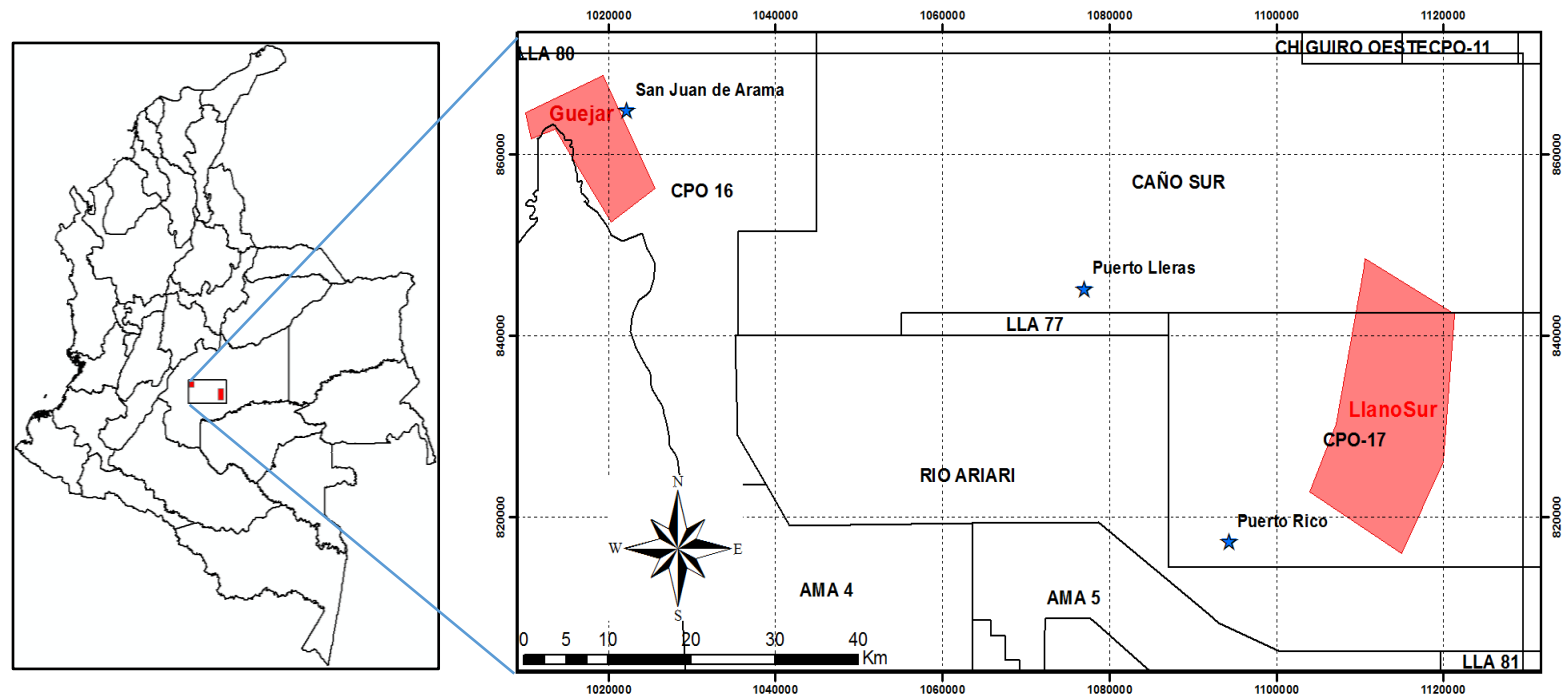 1020000 1040000 1060000 1080000 1100000 1120000
LLA 80
CHIGUIRO OESTECPO-11
San Juan de Arama
Guejar
860000 860000
CAÑO SUR
CPO 16
Puerto Lleras
LLA 77
840000 840000
LlanoSur
CPO-17
RIO ARIARI
N
820000 820000
Puerto Rico
W E
AMA 4
AMA 5
S
0 5 10 20 30 40
Km
LLA 81
1020000 1040000 1060000 1080000 1100000 1120000